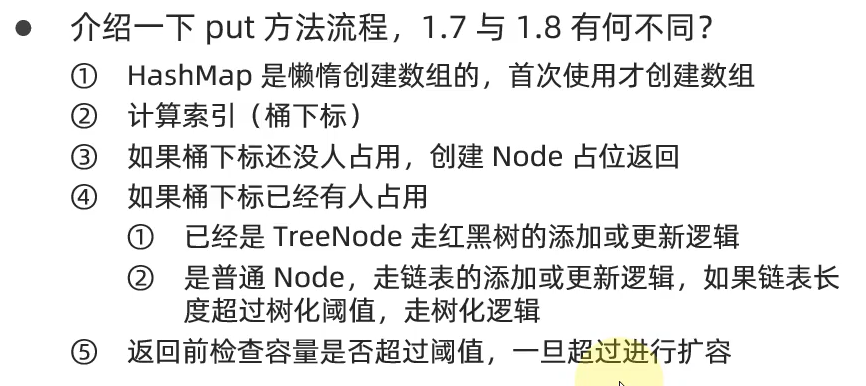 ● 介绍一下 put 方法流程，1.7 与 1.8 有何不同？
① HashMap 是懒惰创建数组的，首次使用才创建数组
② 计算索引（桶下标）
③ 如果桶下标还没人占用，创建 Node 占位返回
④ 如果桶下标已经有人占用
① 已经是 TreeNode 走红黑树的添加或更新逻辑
② 是普通 Node，走链表的添加或更新逻辑，如果链表长
度超过树化阈值，走树化逻辑
⑤ 返回前检查容量是否超过阈值，一旦超过进行扩容